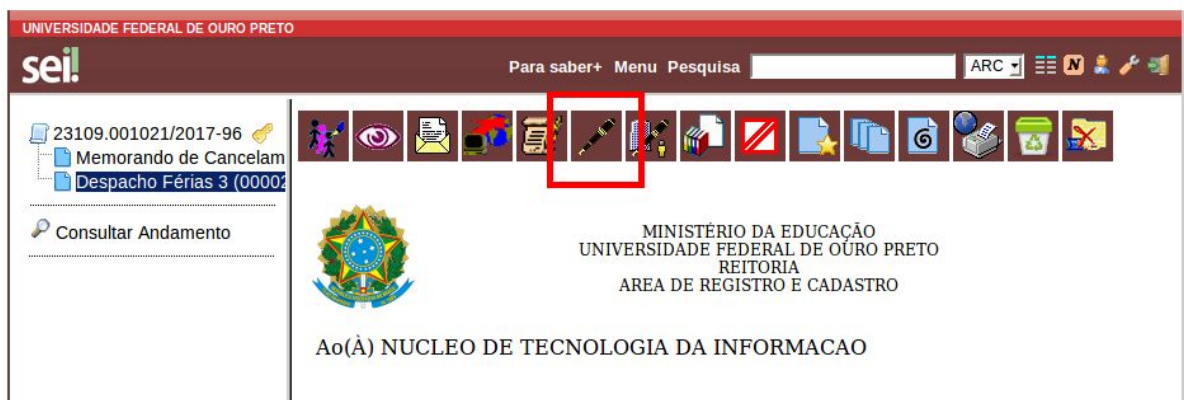 UNIVERSIDADE FEDERAL DE OURO PRETO
sei!
Para saber+ Menu Pesquisa ARC
23109.001021/2017-96
Memorando de Cancelam
Despacho Férias 3 (00002
Consultar Andamento
MINISTÉRIO DA EDUCAÇÃO
UNIVERSIDADE FEDERAL DE OURO PRETO
REITORIA
AREA DE REGISTRO E CADASTRO
Ao(À) NUCLEO DE TECNOLOGIA DA INFORMACAO